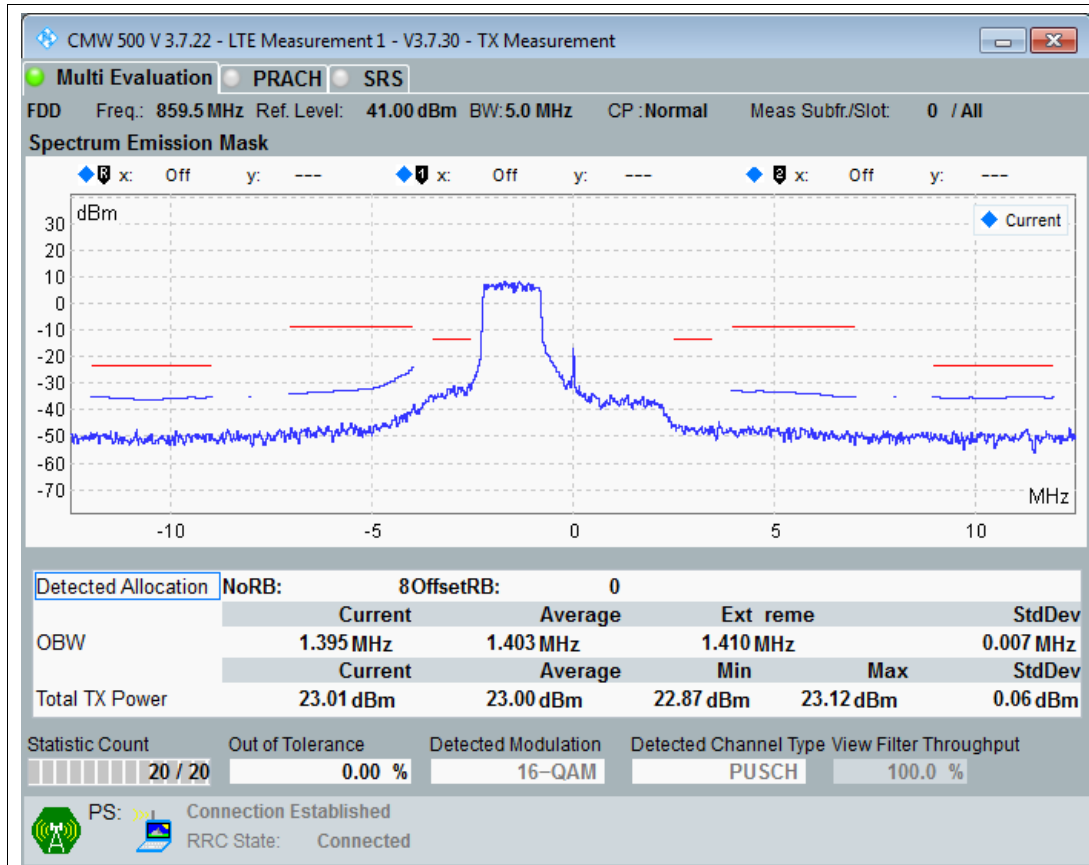 CMW 500 V 3.7.22 - LTE Measurement 1 - V3.7.30 - TX Measurement
Multi Evaluation PRACH SRS
FDD Freq.: 859.5 MHz Ref. Level: 41.00 dBm BW: 5.0 MHz CP : Normal Meas Subfr./Slot: 0 / All
Spectrum Emission Mask
R x: Off y: --- 1 x: Off y: --- 2 x: Off y: ---
dBm
Current
30
20
10
0
-10
-20
-30
-40
-50
-60
-70
MHz
-10 -5 0 5 10
Detected Allocation NoRB: 8 OffsetRB: 0
Current Average Ext reme StdDev
OBW 1.395 MHz 1.403 MHz 1.410 MHz 0.007 MHz
Current Average Min Max StdDev
Total TX Power 23.01 dBm 23.00 dBm 22.87 dBm 23.12 dBm 0.06 dBm
Statistic Count Out of Tolerance Detected Modulation Detected Channel Type View Filter Throughput
20 / 20 0.00 % 16-QAM PUSCH 100.0 %
PS: Connection Established
RRC State: Connected